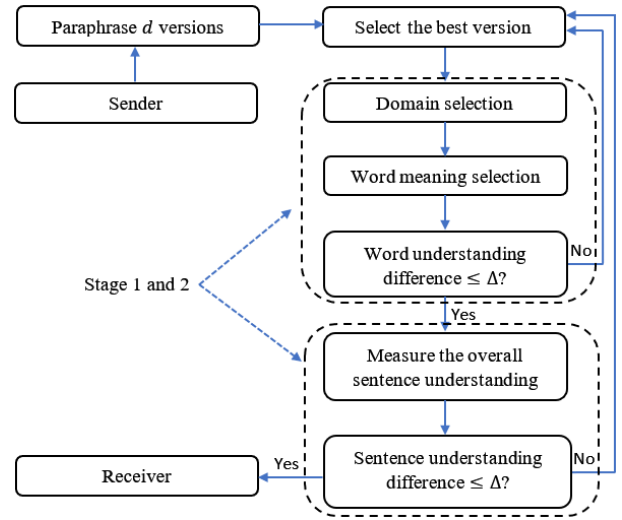 Paraphrase d versions
Select the best version
Sender
Domain selection
Word meaning selection
Word understanding
difference ≤ Δ?
No
Yes
Stage 1 and 2
Measure the overall
sentence understanding
Sentence understanding
difference ≤ Δ?
No
Yes
Receiver